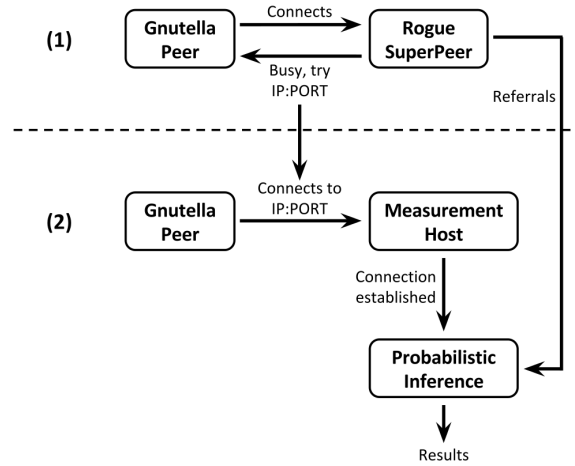 Connects
(1)
Gnutella
Peer
Rogue
SuperPeer
Busy, try
IP:PORT
Referrals
Connects to
IP:PORT
(2)
Gnutella
Peer
Measurement
Host
Connection
established
Probabilistic
Inference
Results